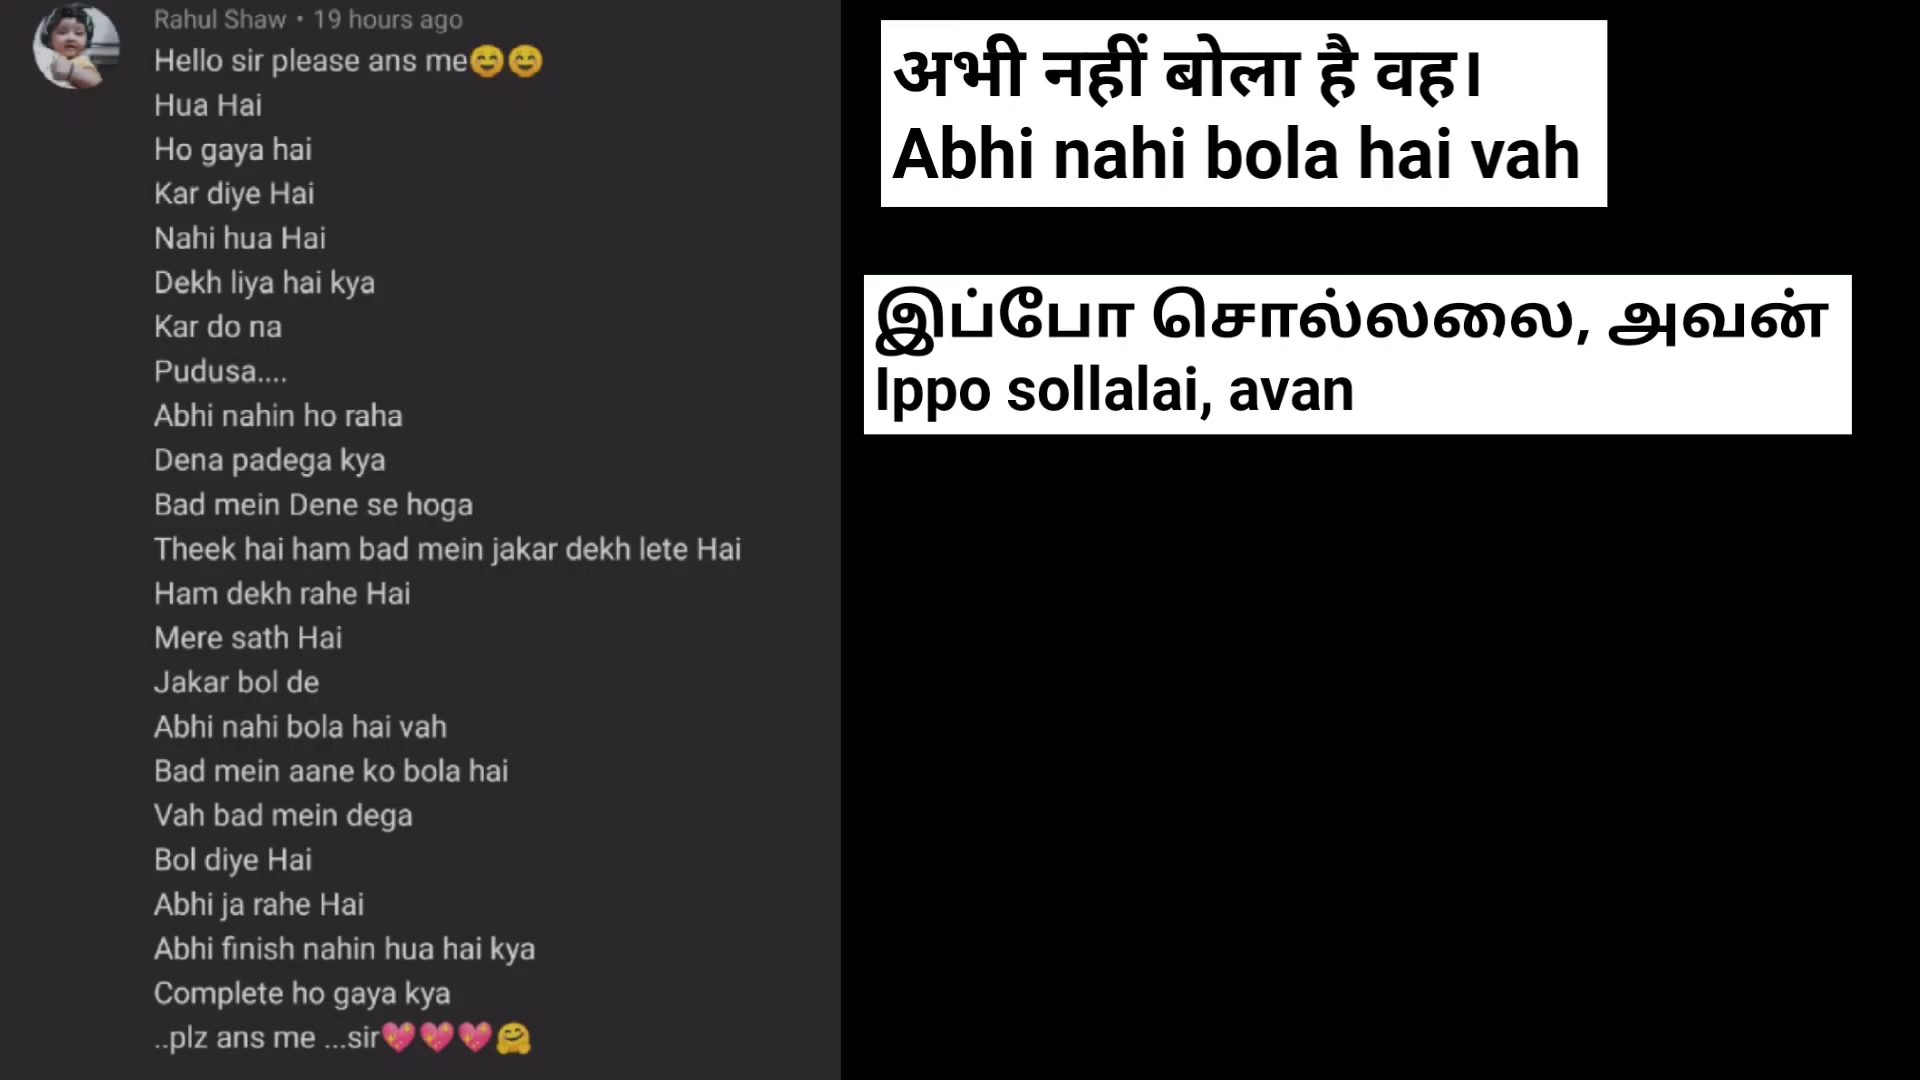 Rahul Shaw • 19 hours ago
Hello sir please ans me😊😊
Hua Hai
Ho gaya hai
Kar diye Hai
Nahi hua Hai
Dekh liya hai kya
Kar do na
Pudusa....
Abhi nahin ho raha
Dena padega kya
Bad mein Dene se hoga
Theek hai ham bad mein jakar dekh lete Hai
Ham dekh rahe Hai
Mere sath Hai
Jakar bol de
Abhi nahi bola hai vah
Bad mein aane ko bola hai
Vah bad mein dega
Bol diye Hai
Abhi ja rahe Hai
Abhi finish nahin hua hai kya
Complete ho gaya kya
..plz ans me ...sir💖💖💖🤗
अभी नहीं बोला है वह।
Abhi nahi bola hai vah
இப்போ சொல்லலை, அவன்
Ippo sollalai, avan